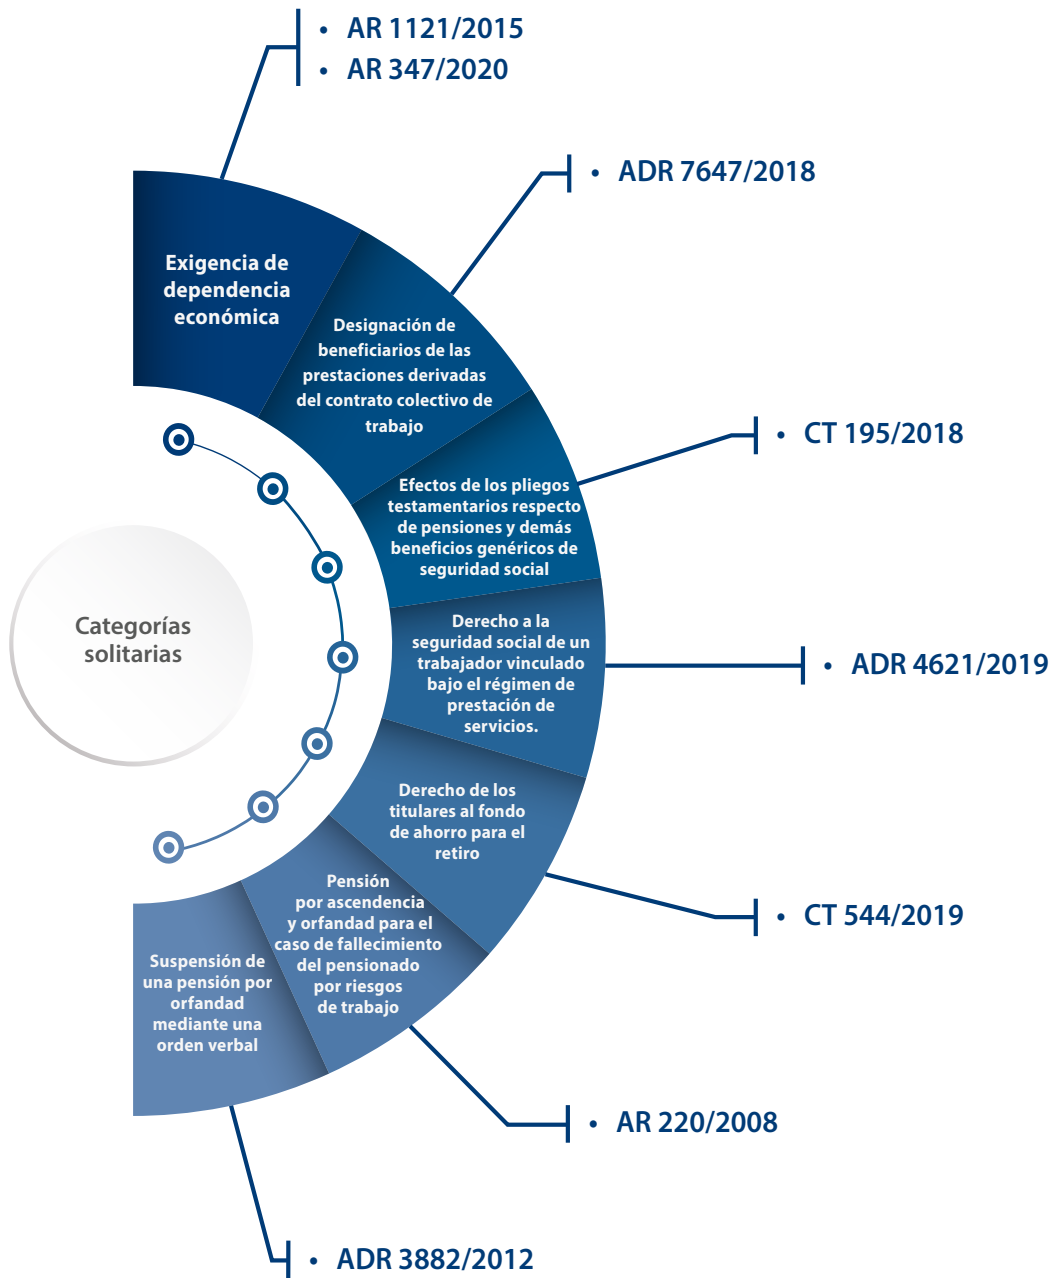 • AR 1121/2015
• AR 347/2020
• ADR 7647/2018
Exigencia de
dependencia
económica
Designación de
beneficiarios de las
prestaciones derivadas
del contrato colectivo de
trabajo
• CT 195/2018
Efectos de los pliegos
testamentarios respecto
de pensiones y demás
beneficios genéricos de
seguridad social
Categorías
solitarias
Derecho a la
seguridad social de un
trabajador vinculado
bajo el régimen de
prestación de
servicios.
• ADR 4621/2019
Derecho de los
titulares al fondo
de ahorro para el
retiro
• CT 544/2019
Pensión
por ascendencia
y orfandad para el
caso de fallecimiento
del pensionado
por riesgos
de trabajo
Suspensión de
una pensión por
orfandad
mediante una
orden verbal
• AR 220/2008
• ADR 3882/2012